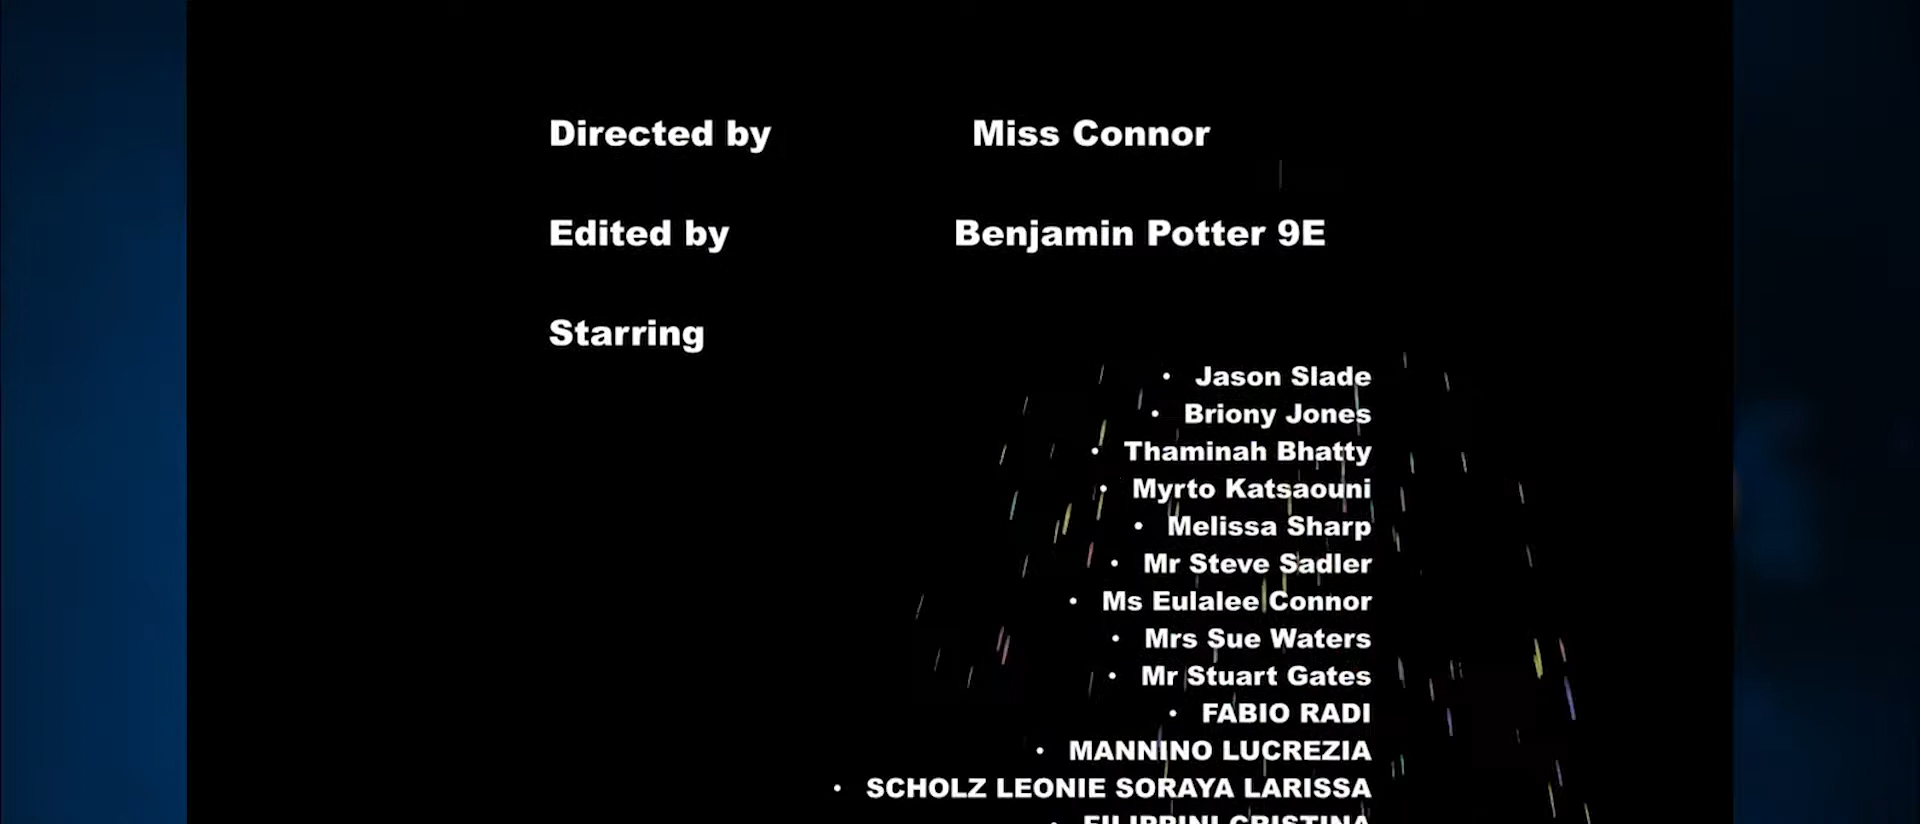 Directed by Miss Connor
Edited by Benjamin Potter 9E
Starring
• Jason Slade
• Briony Jones
• Thaminah Bhatty
• Myrto Katsaouni
• Melissa Sharp
• Mr Steve Sadler
• Ms Eulalee Connor
• Mrs Sue Waters
• Mr Stuart Gates
• FABIO RADI
• MANNINO LUCREZIA
• SCHOLZ LEONIE SORAYA LARISSA
• FILIPPINI CRISTINA